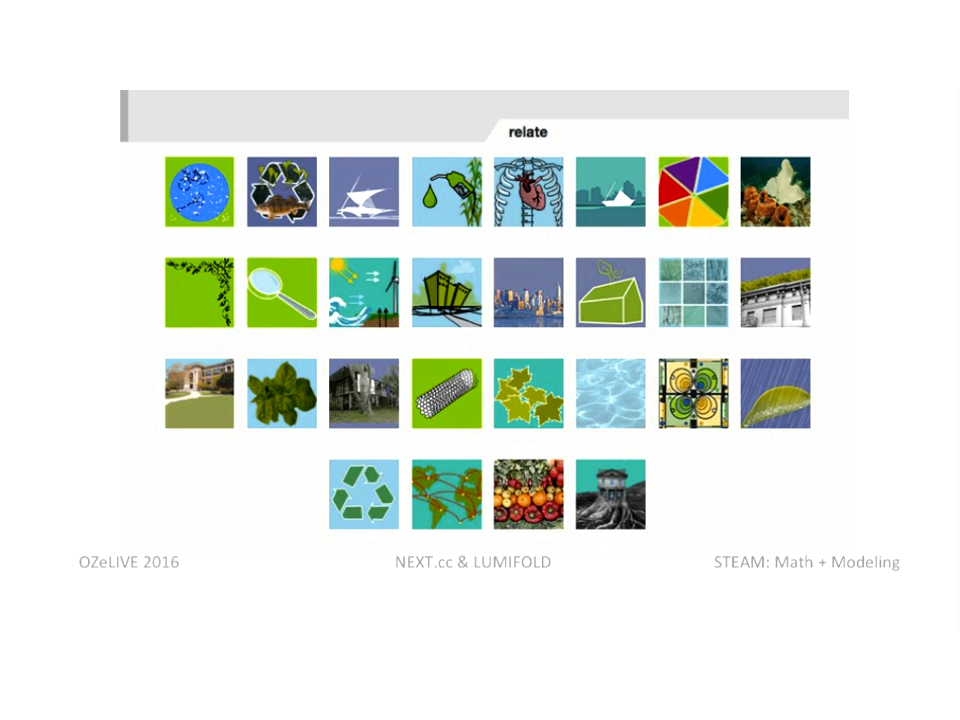 relate
OZeLIVE 2016
NEXT.cc & LUMIFOLD
STEAM: Math + Modeling